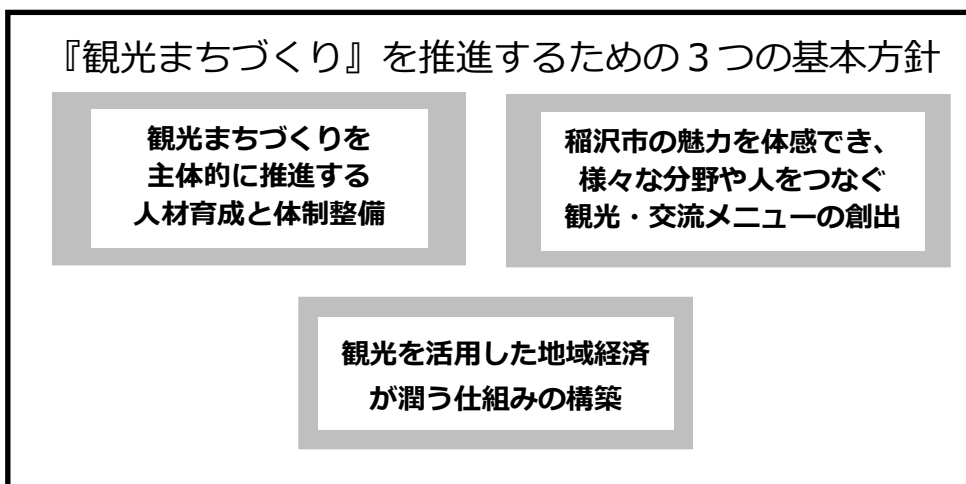 『観光まちづくり』を推進するための３つの基本方針
観光まちづくりを
主体的に推進する
人材育成と体制整備
稲沢市の魅力を体感でき、
様々な分野や人をつなぐ
観光・交流メニューの創出
観光を活用した地域経済
が潤う仕組みの構築